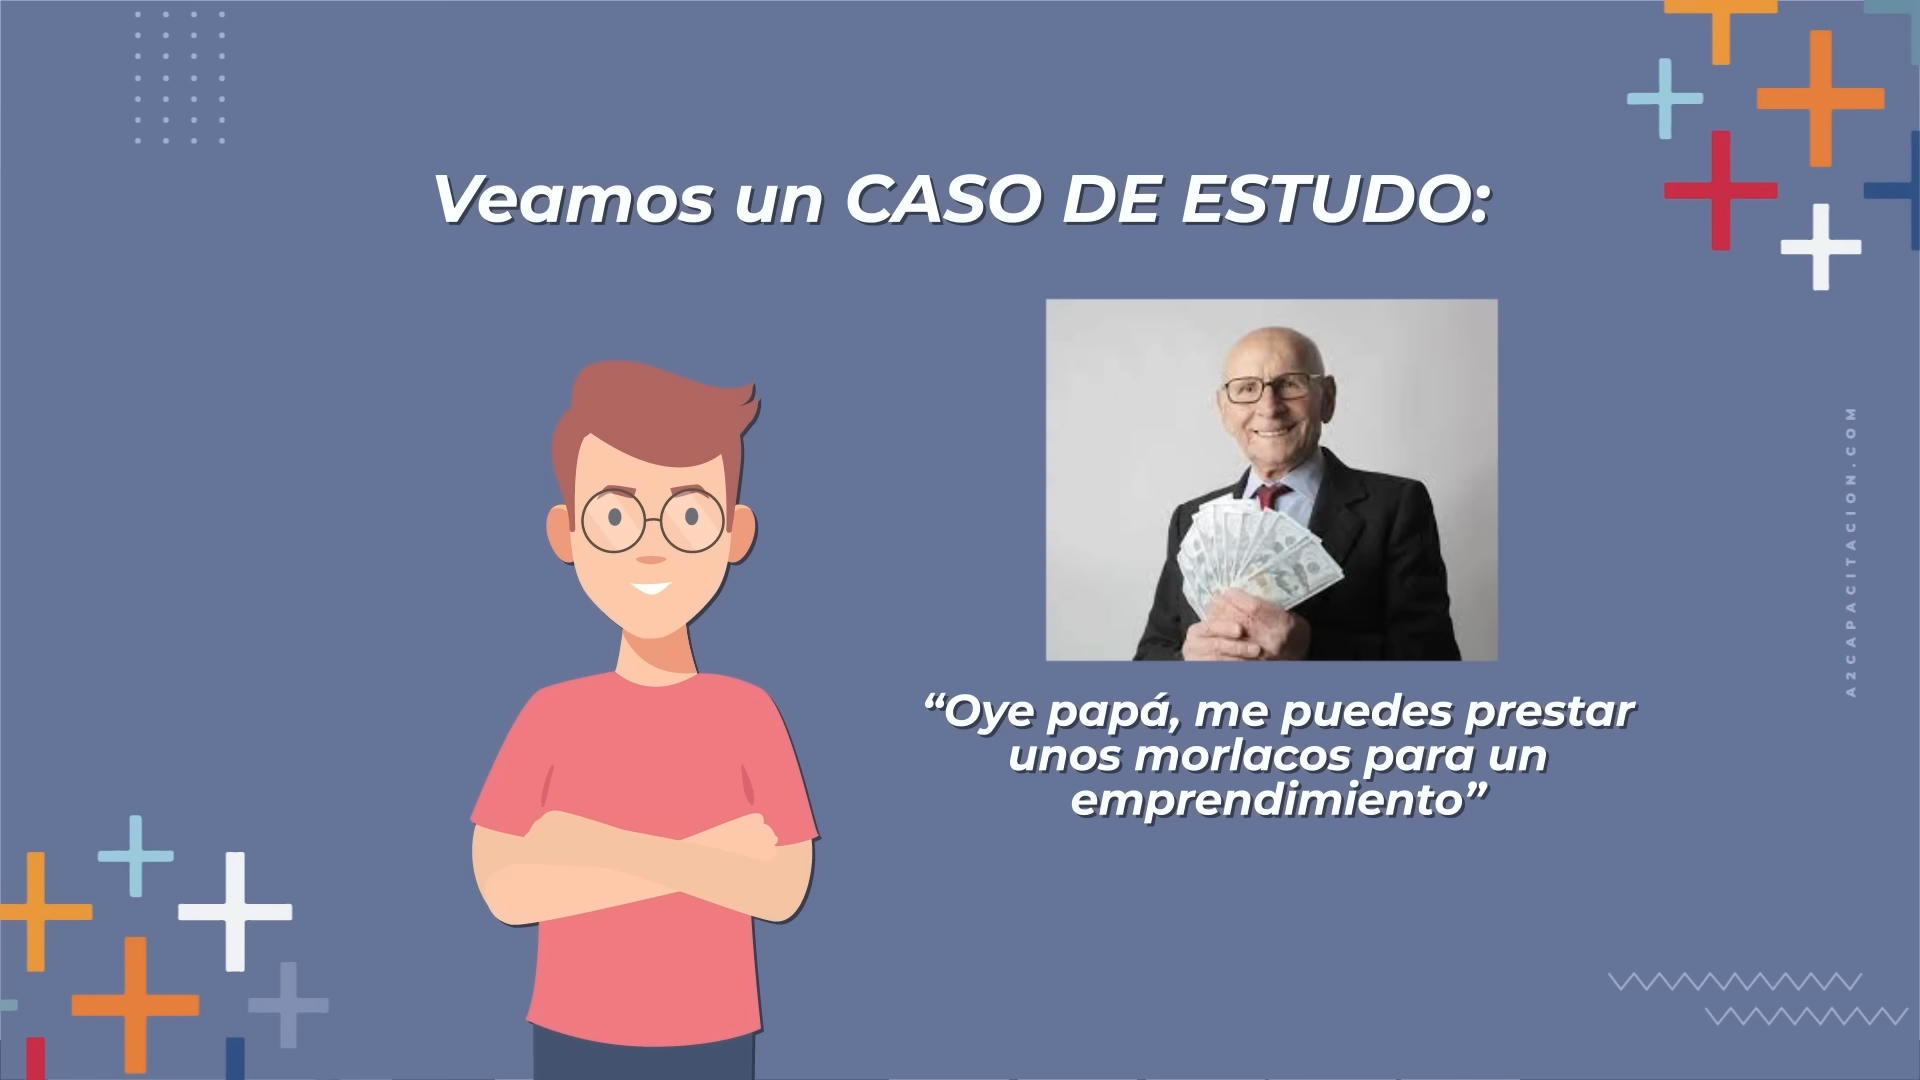 Veamos un CASO DE ESTUDO:
A2CAPACITACION.COM
“Oye papá, me puedes prestar
unos morlacos para un
emprendimiento”